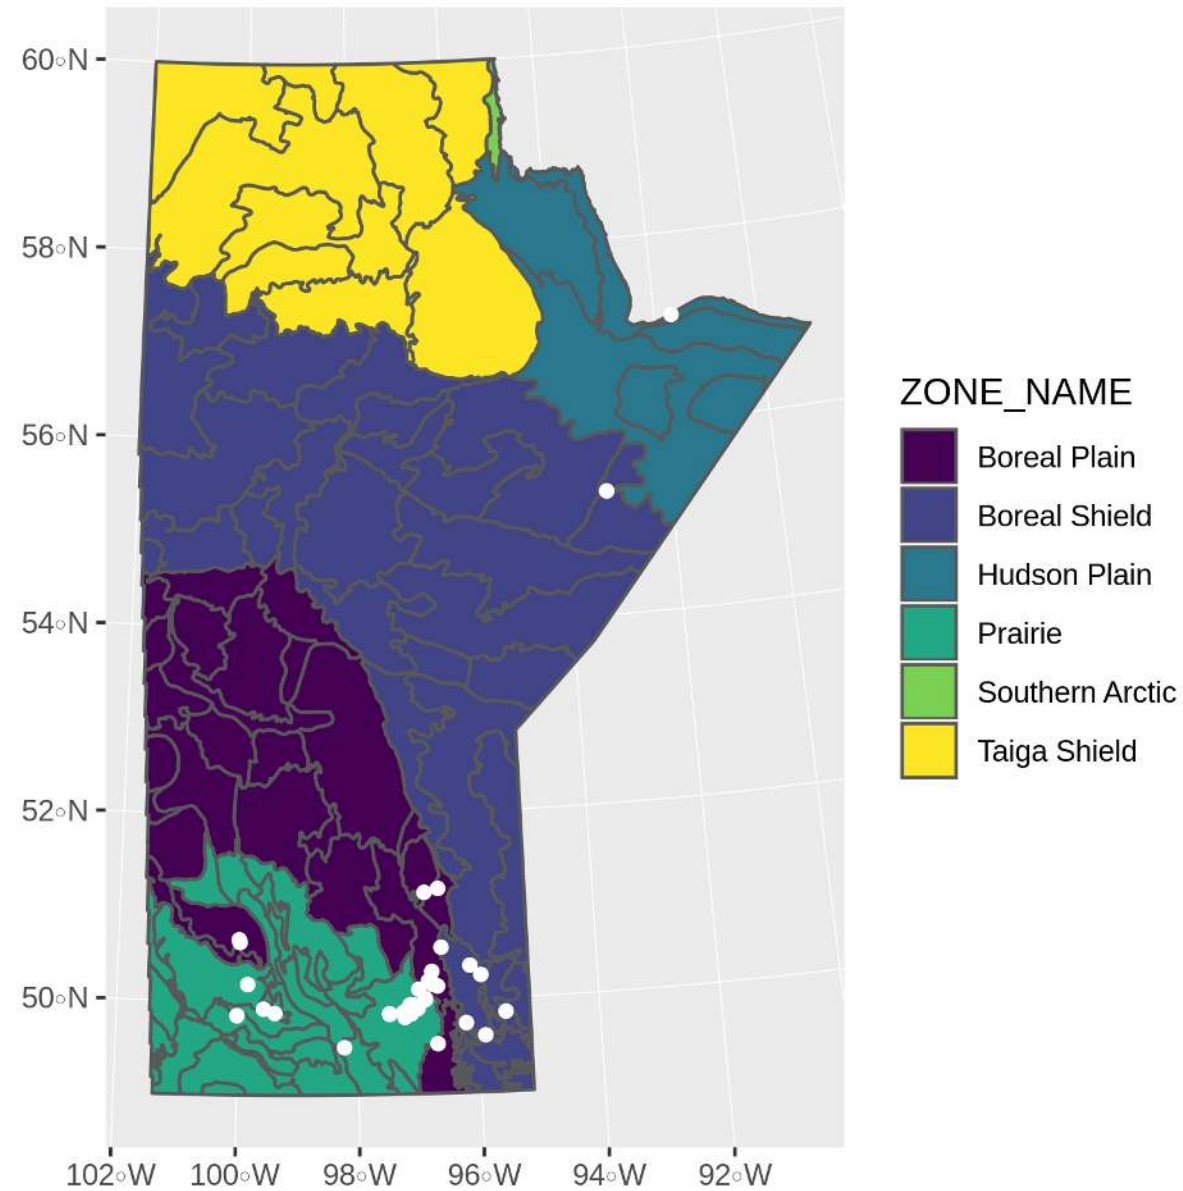 60◦N
58◦N
56◦N
54◦N
52◦N
50◦N
102◦W 100◦W 98◦W 96◦W 94◦W 92◦W
ZONE_NAME
Boreal Plain
Boreal Shield
Hudson Plain
Prairie
Southern Arctic
Taiga Shield